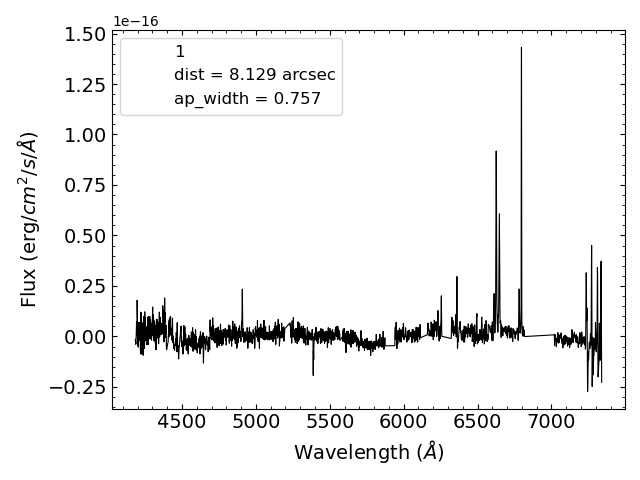 1e−16
1
dist = 8.129 arcsec
ap_width = 0.757
1.50
1.25
1.00
0.75
0.50
0.25
0.00
−0.25
Flux (erg/cm²/s/Å)
4500 5000 5500 6000 6500 7000
Wavelength (Å)